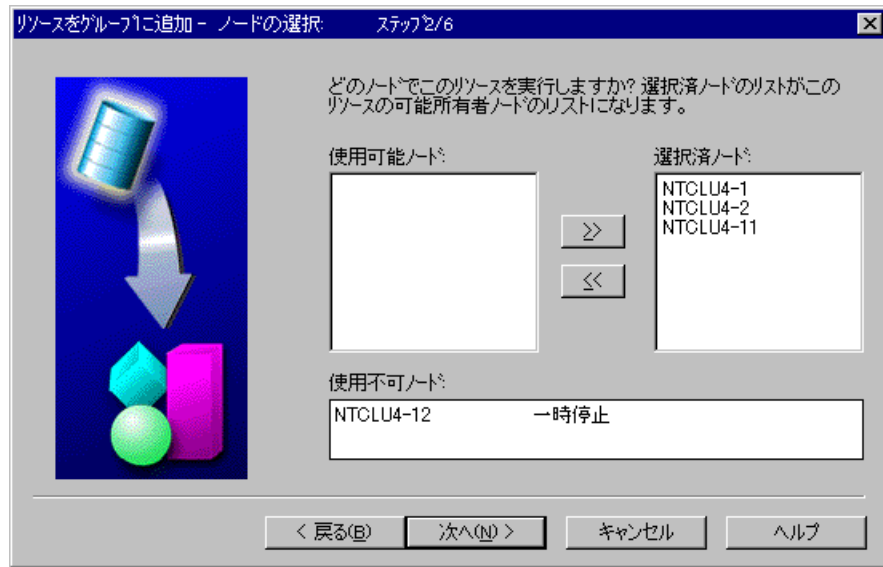 リソースをグループに追加 - ノードの選択: ステップ2/6
どのノードでこのリソースを実行しますか? 選択済ノードのリストがこの
リソースの可能所有者ノードのリストになります。
使用可能ノード:
選択済ノード:
NTCLU4-1
NTCLU4-2
NTCLU4-11
>>
<<
使用不可ノード:
NTCLU4-12 一時停止
< 戻る(B)
次へ(N) >
キャンセル
ヘルプ